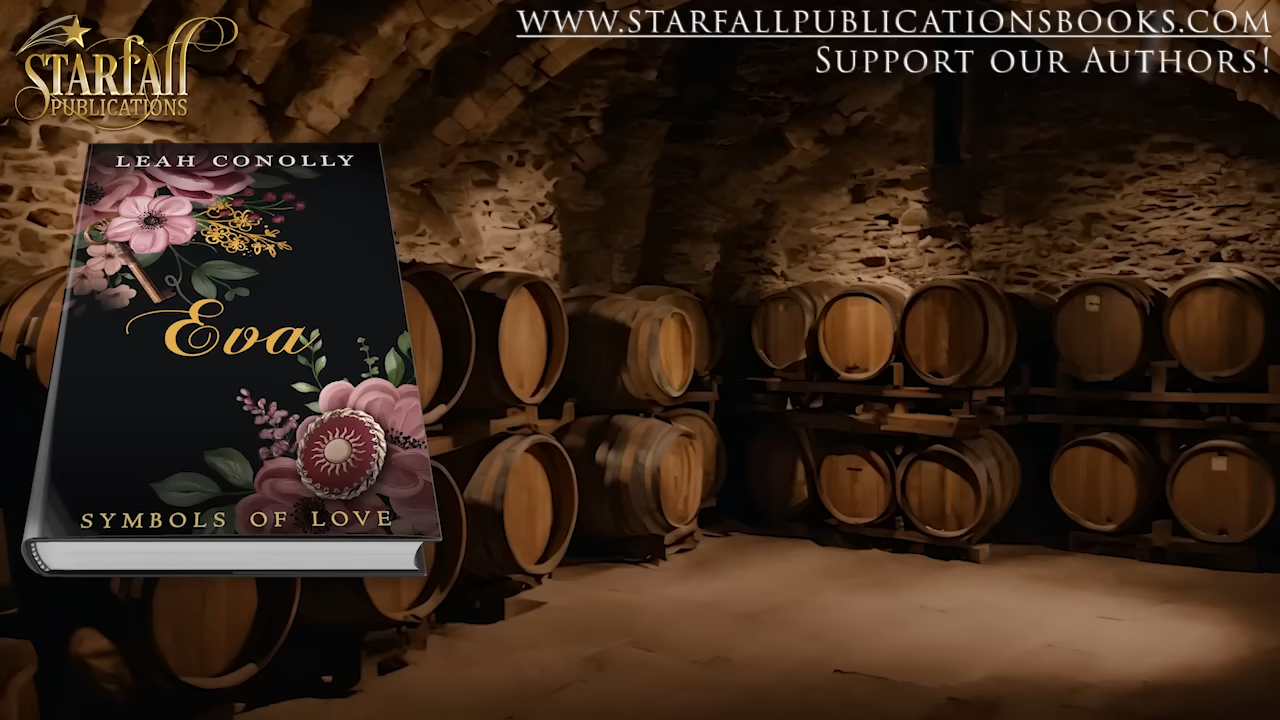 STARfall
PUBLICATIONS
WWW.STARFALLPUBLICATIONSBOOKS.COM
SUPPORT OUR AUTHORS!
LEAH CONOLLY
Eva
SYMBOLS OF LOVE